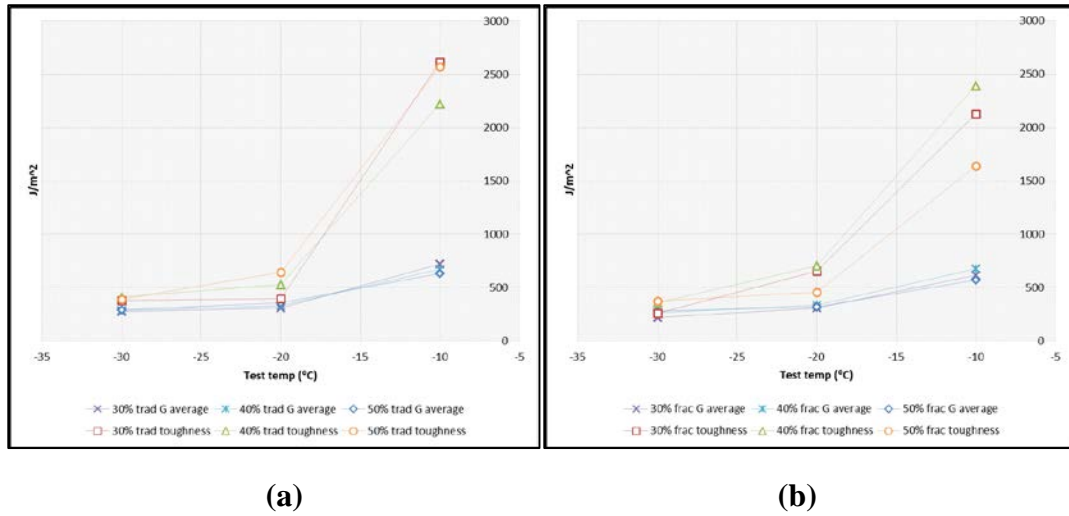 3000
2500
2000
1500
1000
500
0
J/m^2
-35 -30 -25 -20 -15 -10 -5
Test temp (⁰C)
30% trad G average 40% trad G average 50% trad G average
30% trad toughness 40% trad toughness 50% trad toughness
(a)
3000
2500
2000
1500
1000
500
0
J/m^2
-35 -30 -25 -20 -15 -10 -5
Test temp (⁰C)
30% frac G average 40% frac G average 50% frac G average
30% frac toughness 40% frac toughness 50% frac toughness
(b)